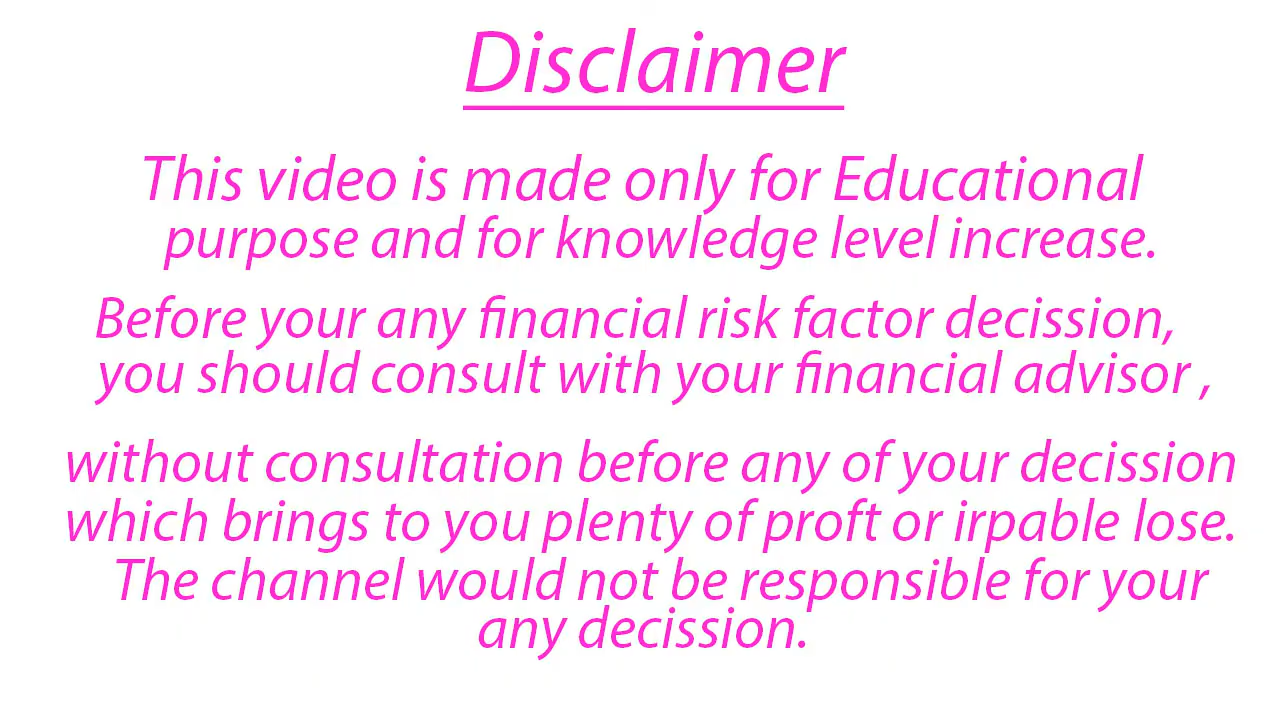 Disclaimer
This video is made only for Educational
purpose and for knowledge level increase.
Before your any financial risk factor decission,
you should consult with your financial advisor ,
without consultation before any of your decission
which brings to you plenty of proft or irpable lose.
The channel would not be responsible for your
any decission.